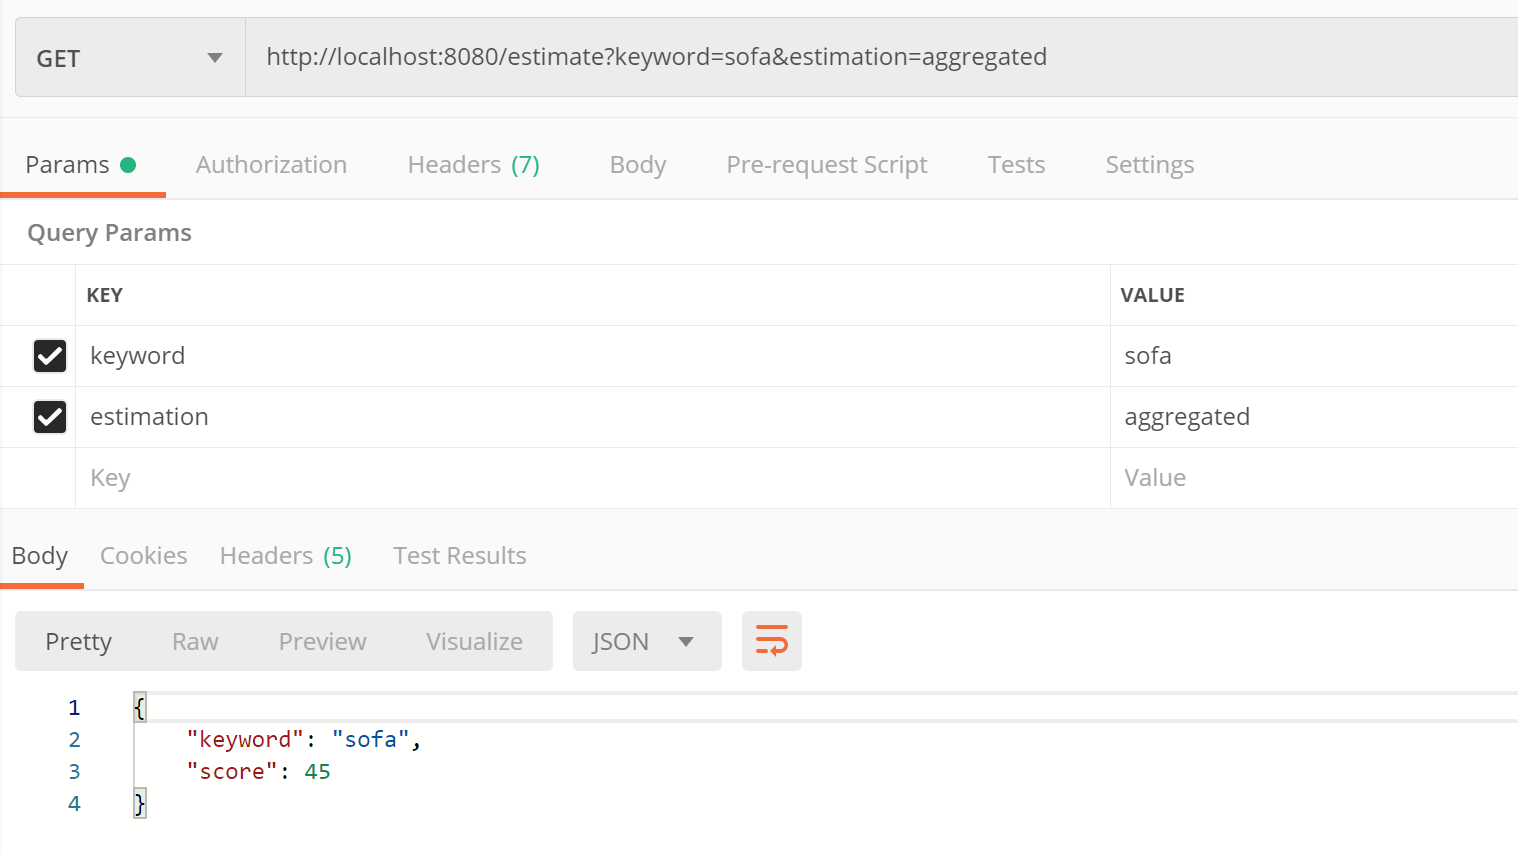 GET http://localhost:8080/estimate?keyword=sofa&estimation=aggregated
Params Authorization Headers (7) Body Pre-request Script Tests Settings
Query Params
KEY VALUE
keyword sofa
estimation aggregated
Key Value
Body Cookies Headers (5) Test Results
Pretty Raw Preview Visualize JSON
1 {
2 "keyword": "sofa",
3 "score": 45
4 }